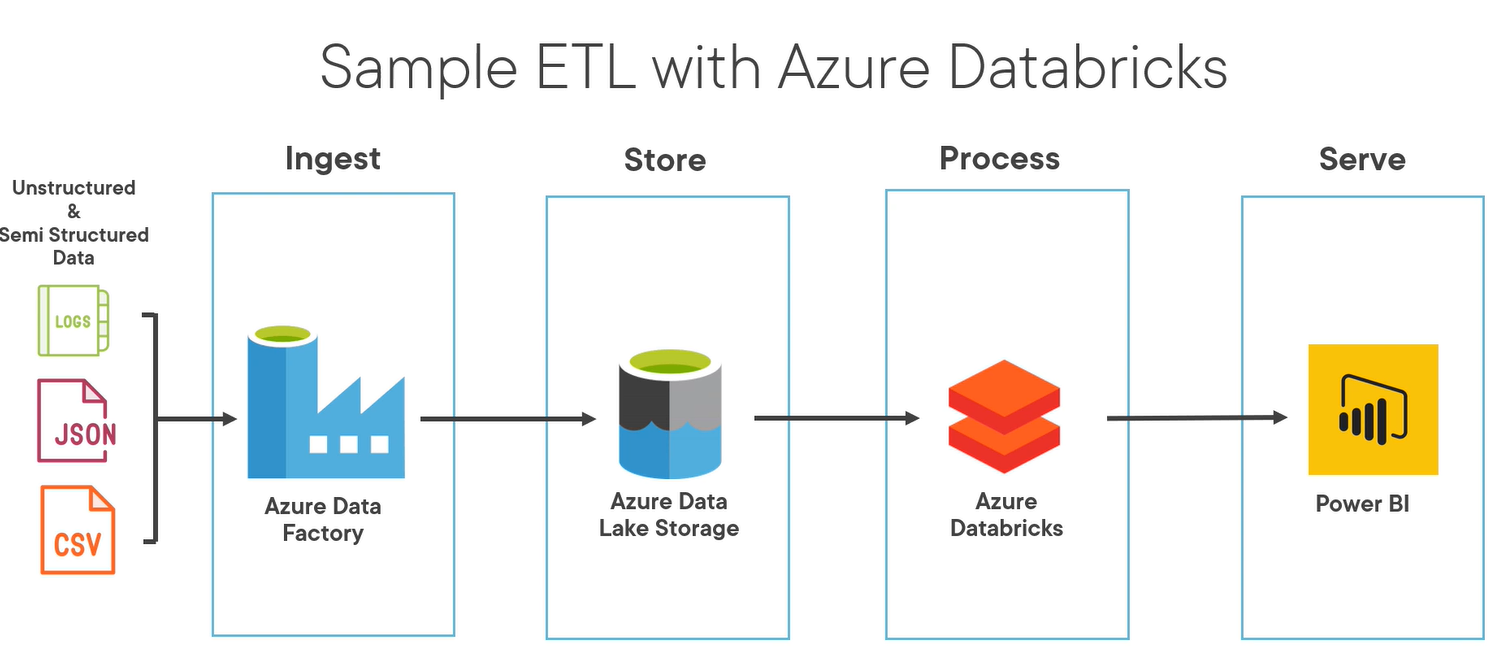 Sample ETL with Azure Databricks
Ingest
Store
Process
Serve
Unstructured
&
Semi Structured
Data
LOGS
JSON
CSV
Azure Data
Factory
Azure Data
Lake Storage
Azure
Databricks
Power BI